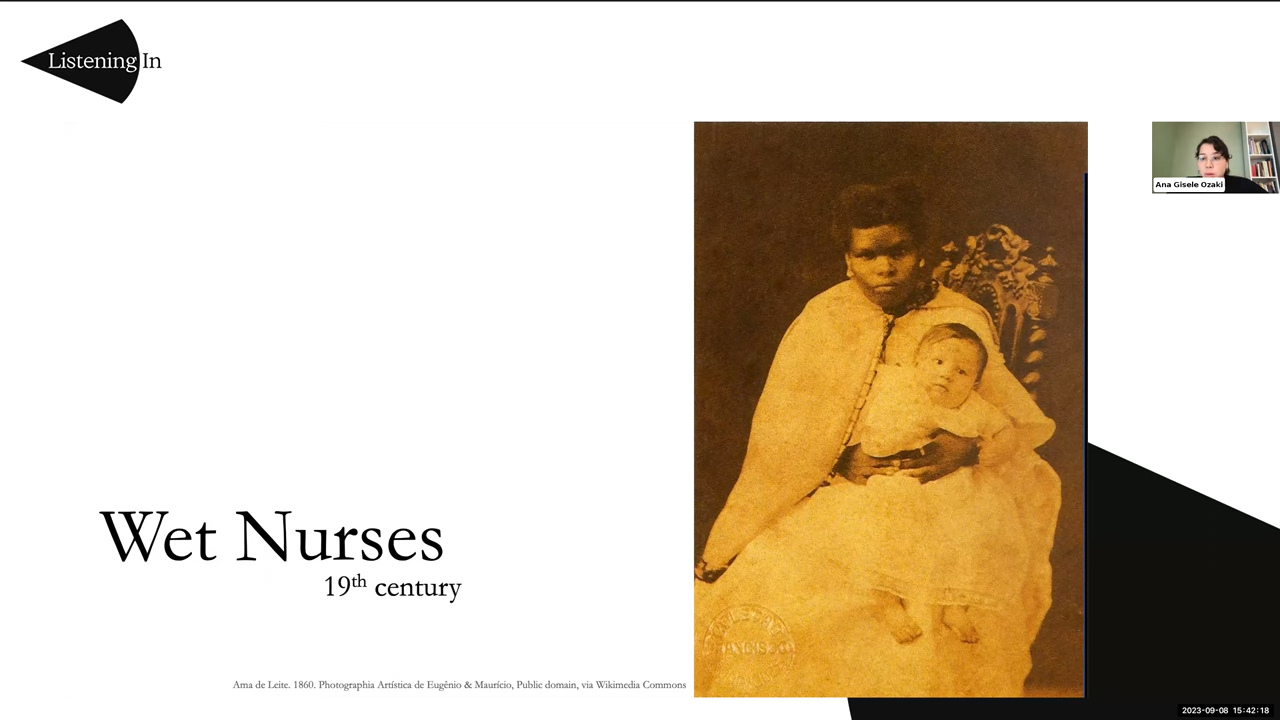 Listening In
Ana Gisele Ozaki
Wet Nurses
19th century
Ama de Leite. 1860. Photographia Artística de Eugênio & Maurício, Public domain, via Wikimedia Commons
2023-09-08 15:42:18